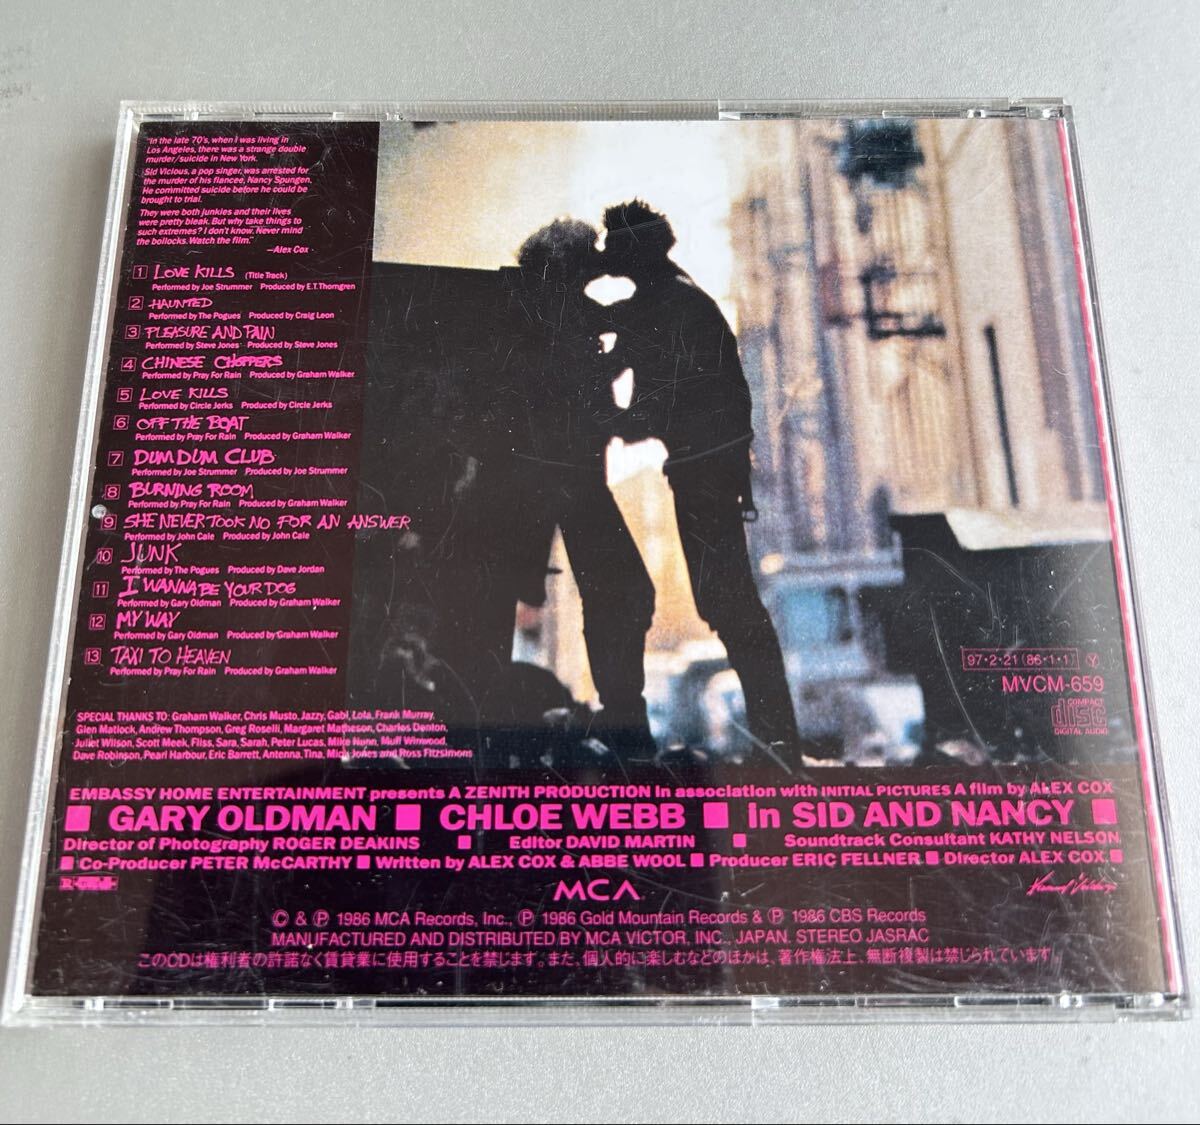 "In the late 70's, when I was living in
Los Angeles, there was a strange double
murder/suicide in New York.
Sid Vicious, a pop singer, was arrested for
the murder of his fiancee, Nancy Spungen.
He committed suicide before he could be
brought to trial.
They were both junkies and their lives
were pretty bleak. But why take things to
such extremes? I don't know. Never mind
the bollocks. Watch the film."
—Alex Cox
1 LOVE KILLS (Title Track)
Performed by Joe Strummer Produced by E.T. Thorngren
2 HAUNTED
Performed by The Pogues Produced by Craig Leon
3 PLEASURE AND PAIN
Performed by Steve Jones Produced by Steve Jones
4 CHINESE CHOPPERS
Performed by Pray For Rain Produced by Graham Walker
5 LOVE KILLS
Performed by Circle Jerks Produced by Circle Jerks
6 OFF THE BOAT
Performed by Pray For Rain Produced by Graham Walker
7 DUM DUM CLUB
Performed by Joe Strummer Produced by Joe Strummer
8 BURNING ROOM
Performed by Pray For Rain Produced by Graham Walker
9 SHE NEVER TOOK NO FOR AN ANSWER
Performed by John Cale Produced by John Cale
10 JUNK
Performed by The Pogues Produced by Dave Jordan
11 I WANNA BE YOUR DOG
Performed by Gary Oldman Produced by Graham Walker
12 MY WAY
Performed by Gary Oldman Produced by Graham Walker
13 TAXI TO HEAVEN
Performed by Pray For Rain Produced by Graham Walker
97・2・21(86・1・1) Y
MVCM-659
COMPACT
disc
DIGITAL AUDIO
SPECIAL THANKS TO: Graham Walker, Chris Musto, Jazzy, Gabi, Lola, Frank Murray,
Glen Matlock, Andrew Thompson, Greg Roselli, Margaret Matheson, Charles Denton,
Juliet Wilson, Scott Meek, Fliss, Sara, Sarah, Peter Lucas, Mike Nunn, Muff Winwood,
Dave Robinson, Pearl Harbour, Eric Barrett, Antenna, Tina, Mick Jones and Ross Fitzsimons
EMBASSY HOME ENTERTAINMENT presents A ZENITH PRODUCTION In association with INITIAL PICTURES A film by ALEX COX
■ GARY OLDMAN ■ CHLOE WEBB ■ in SID AND NANCY ■
Director of Photography ROGER DEAKINS ■ Editor DAVID MARTIN ■ Soundtrack Consultant KATHY NELSON
■ Co-Producer PETER McCARTHY ■ Written by ALEX COX & ABBE WOOL ■ Producer ERIC FELLNER ■ Director ALEX COX ■
MCA
© & ℗ 1986 MCA Records, Inc., ℗ 1986 Gold Mountain Records & ℗ 1986 CBS Records
MANUFACTURED AND DISTRIBUTED BY MCA VICTOR, INC., JAPAN. STEREO JASRAC
このCDは権利者の許諾なく賃貸業に使用することを禁じます。また、個人的に楽しむなどのほかは、著作権法上、無断複製は禁じられています。